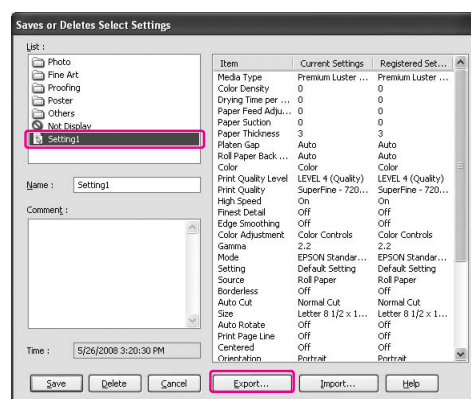 Saves or Deletes Select Settings
List :
Photo
Fine Art
Proofing
Poster
Others
Not Display
Setting1
Name : Setting1
Comment :
Time : 5/26/2008 3:20:30 PM
Item Current Settings Registered Set...
Media Type Premium Luster ... Premium Luster ...
Color Density 0 0
Drying Time per ... 0 0
Paper Feed Adju... 0 0
Paper Suction 0 0
Paper Thickness 3 3
Platen Gap Auto Auto
Roll Paper Back ... Auto Auto
Color Color Color
Print Quality Level LEVEL 4 (Quality) LEVEL 4 (Quality)
Print Quality SuperFine - 720... SuperFine - 720...
High Speed On On
Finest Detail Off Off
Edge Smoothing Off Off
Color Adjustment Color Controls Color Controls
Gamma 2.2 2.2
Mode EPSON Standar... EPSON Standar...
Setting Default Setting Default Setting
Source Roll Paper Roll Paper
Borderless Off Off
Auto Cut Normal Cut Normal Cut
Size Letter 8 1/2 x 1... Letter 8 1/2 x 1...
Auto Rotate Off Off
Print Page Line Off Off
Centered Off Off
Orientation Portrait Portrait
Save Delete Cancel Export... Import... Help